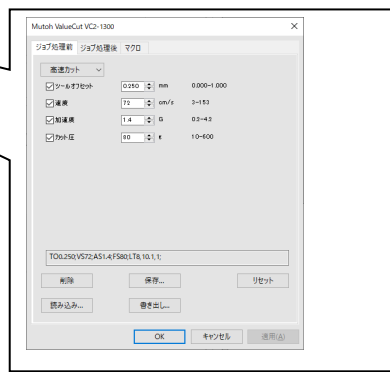 Mutoh ValueCut VC2-1300
ジョブ処理前 ジョブ処理後 マクロ
高速カット
ツールオフセット 0.250 mm 0.000-1.000
速度 72 cm/s 3-153
加速度 1.4 G 0.2-4.3
カット圧 80 g 10-600
TO0.250;VS72;AS1.4;FS80;LT8,10.1,1;
削除 保存... リセット
読み込み... 書き出し...
OK キャンセル 適用(A)